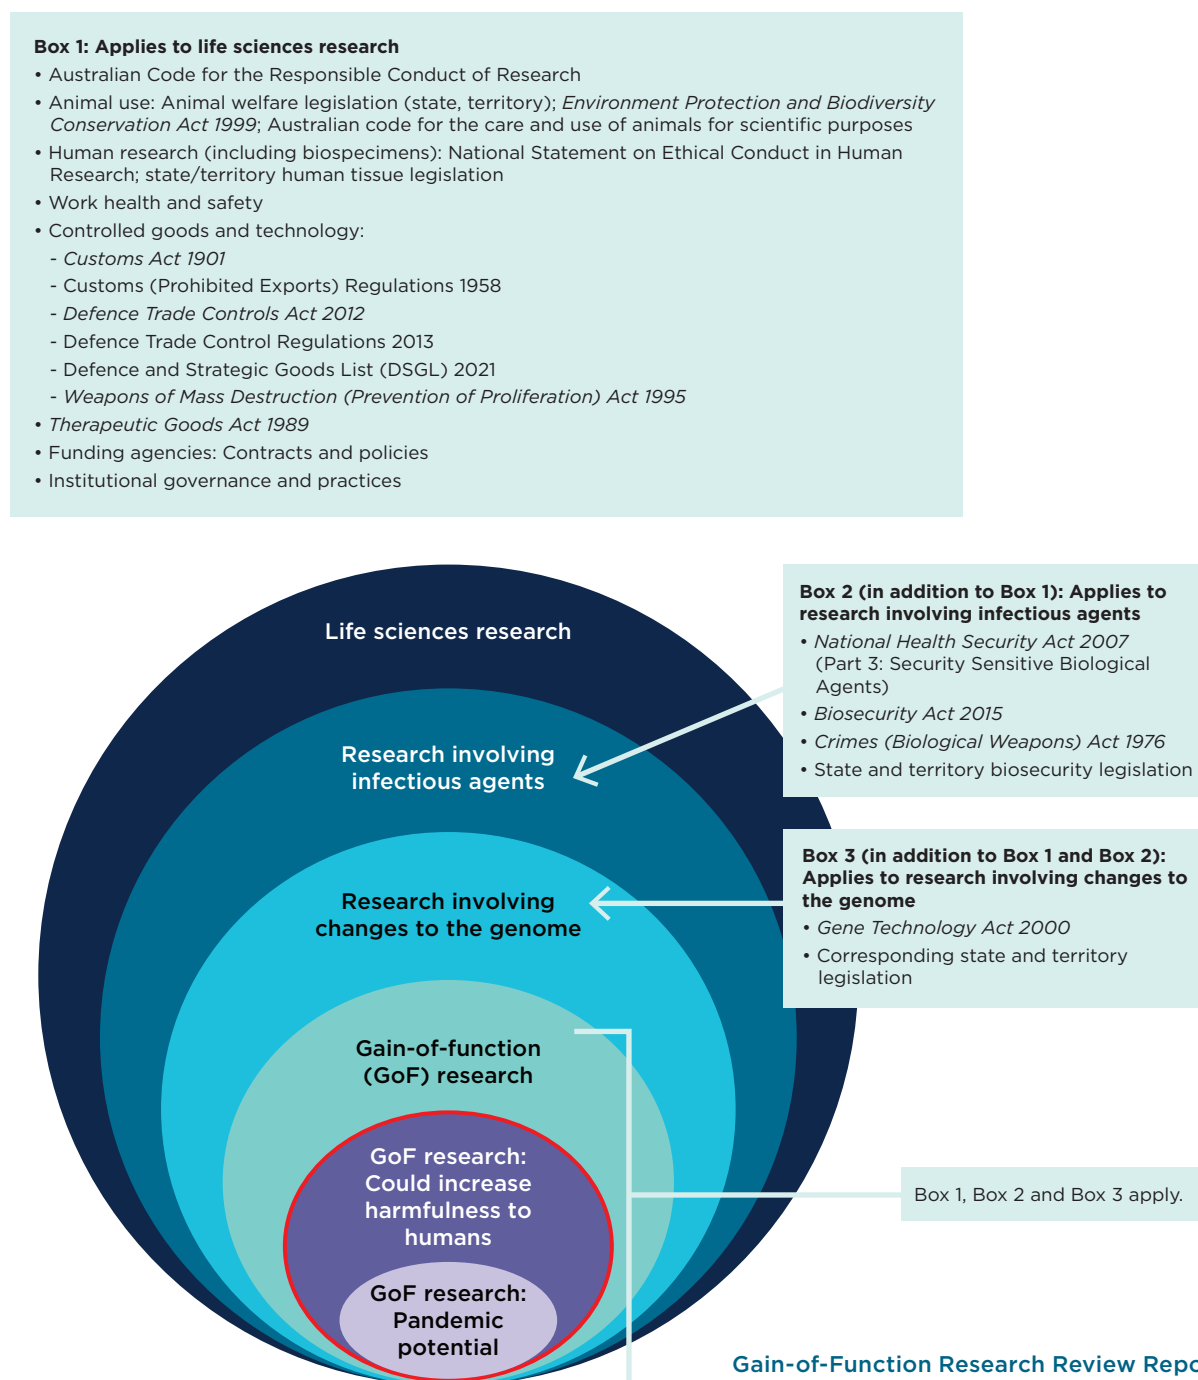 Box 1: Applies to life sciences research
• Australian Code for the Responsible Conduct of Research
• Animal use: Animal welfare legislation (state, territory); Environment Protection and Biodiversity
Conservation Act 1999; Australian code for the care and use of animals for scientific purposes
• Human research (including biospecimens): National Statement on Ethical Conduct in Human
Research; state/territory human tissue legislation
• Work health and safety
• Controlled goods and technology:
- Customs Act 1901
- Customs (Prohibited Exports) Regulations 1958
- Defence Trade Controls Act 2012
- Defence Trade Control Regulations 2013
- Defence and Strategic Goods List (DSGL) 2021
- Weapons of Mass Destruction (Prevention of Proliferation) Act 1995
• Therapeutic Goods Act 1989
• Funding agencies: Contracts and policies
• Institutional governance and practices
Life sciences research
Box 2 (in addition to Box 1): Applies to
research involving infectious agents
• National Health Security Act 2007
(Part 3: Security Sensitive Biological
Agents)
• Biosecurity Act 2015
• Crimes (Biological Weapons) Act 1976
• State and territory biosecurity legislation
Research involving
infectious agents
Box 3 (in addition to Box 1 and Box 2):
Applies to research involving changes to
the genome
• Gene Technology Act 2000
• Corresponding state and territory
legislation
Research involving
changes to the genome
Gain-of-function
(GoF) research
GoF research:
Could increase
harmfulness to
humans
Box 1, Box 2 and Box 3 apply.
GoF research:
Pandemic
potential
Gain-of-Function Research Review Repo